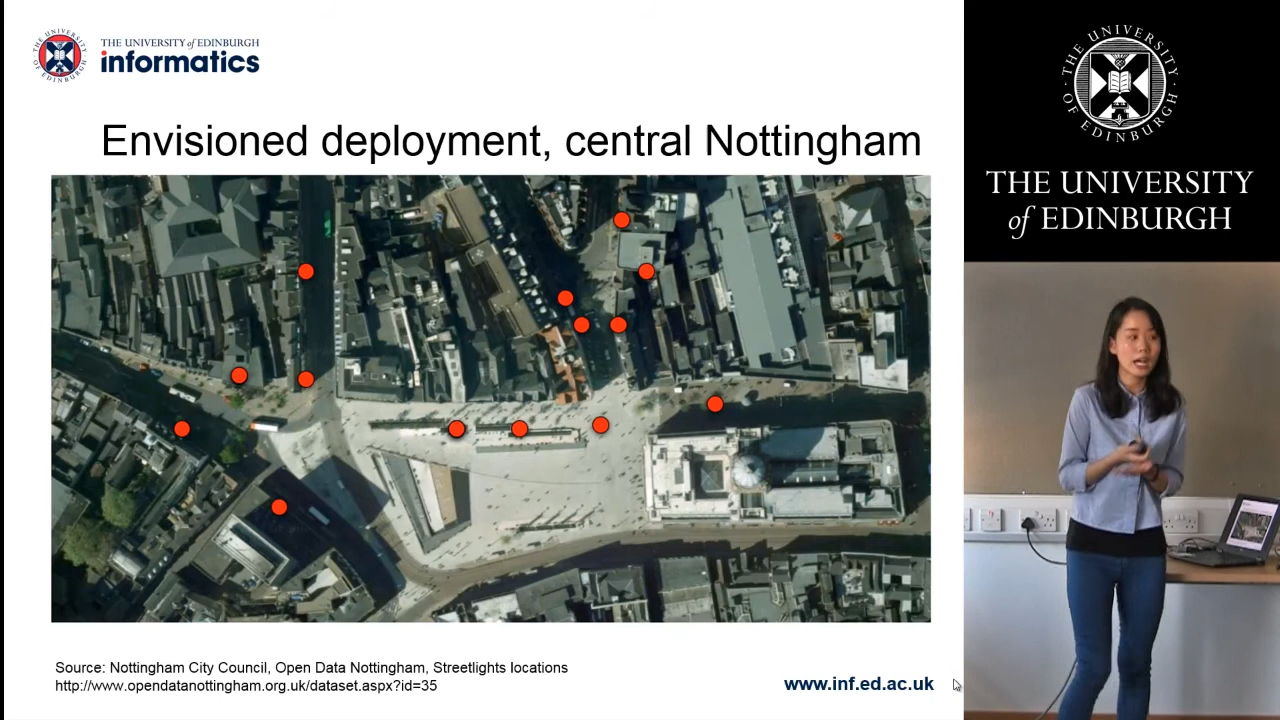 THE UNIVERSITY of EDINBURGH
informatics
Envisioned deployment, central Nottingham
Source: Nottingham City Council, Open Data Nottingham, Streetlights locations
http://www.opendatanottingham.org.uk/dataset.aspx?id=35
www.inf.ed.ac.uk
THE UNIVERSITY OF EDINBURGH
THE UNIVERSITY
of EDINBURGH